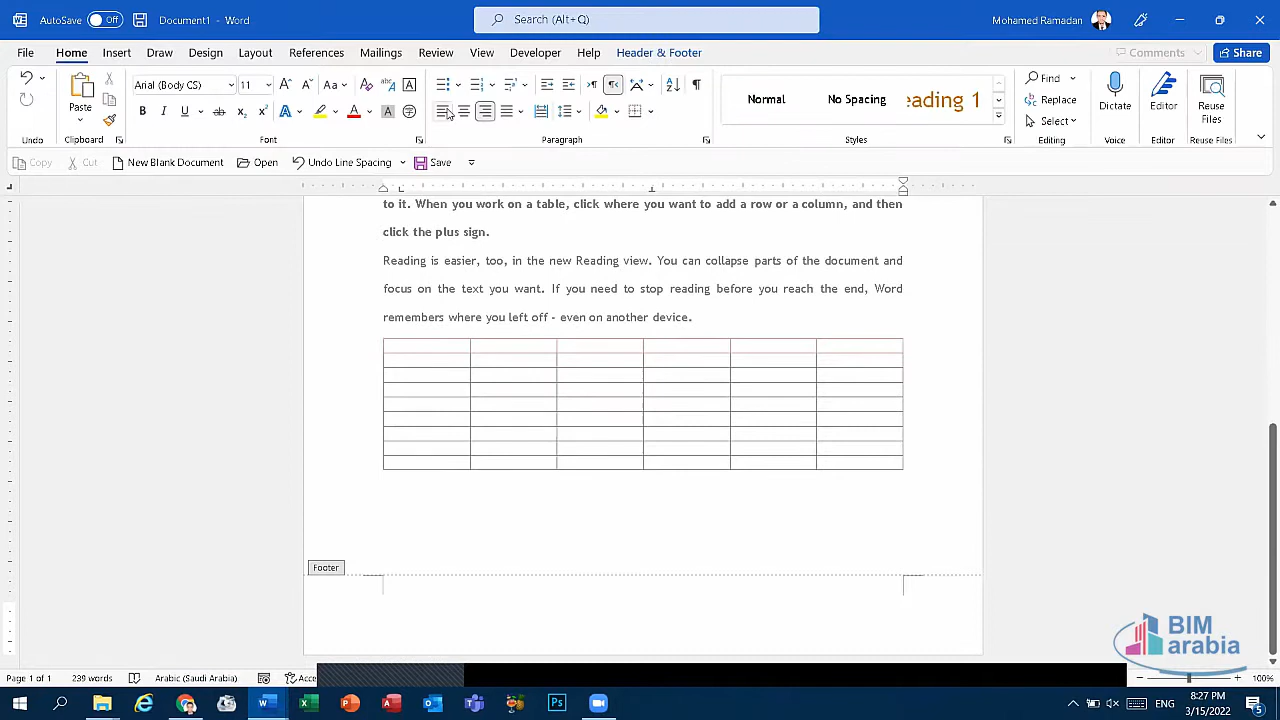 AutoSave Off Document1 - Word Search (Alt+Q) Mohamed Ramadan
File Home Insert Draw Design Layout References Mailings Review View Developer Help Header & Footer Comments Share
Arial (Body CS) 11 Normal No Spacing eading 1 Find Replace Select
Paste Dictate Editor Reuse Files
Undo Clipboard Font Paragraph Styles Editing Voice Editor Reuse Files
Copy Cut New Blank Document Open Undo Line Spacing Save
to it. When you work on a table, click where you want to add a row or a column, and then
click the plus sign.
Reading is easier, too, in the new Reading view. You can collapse parts of the document and
focus on the text you want. If you need to stop reading before you reach the end, Word
remembers where you left off - even on another device.
Footer
BIM
arabia
Page 1 of 1 239 words Arabic (Saudi Arabia) Acce 100%
ENG 8:27 PM
3/15/2022